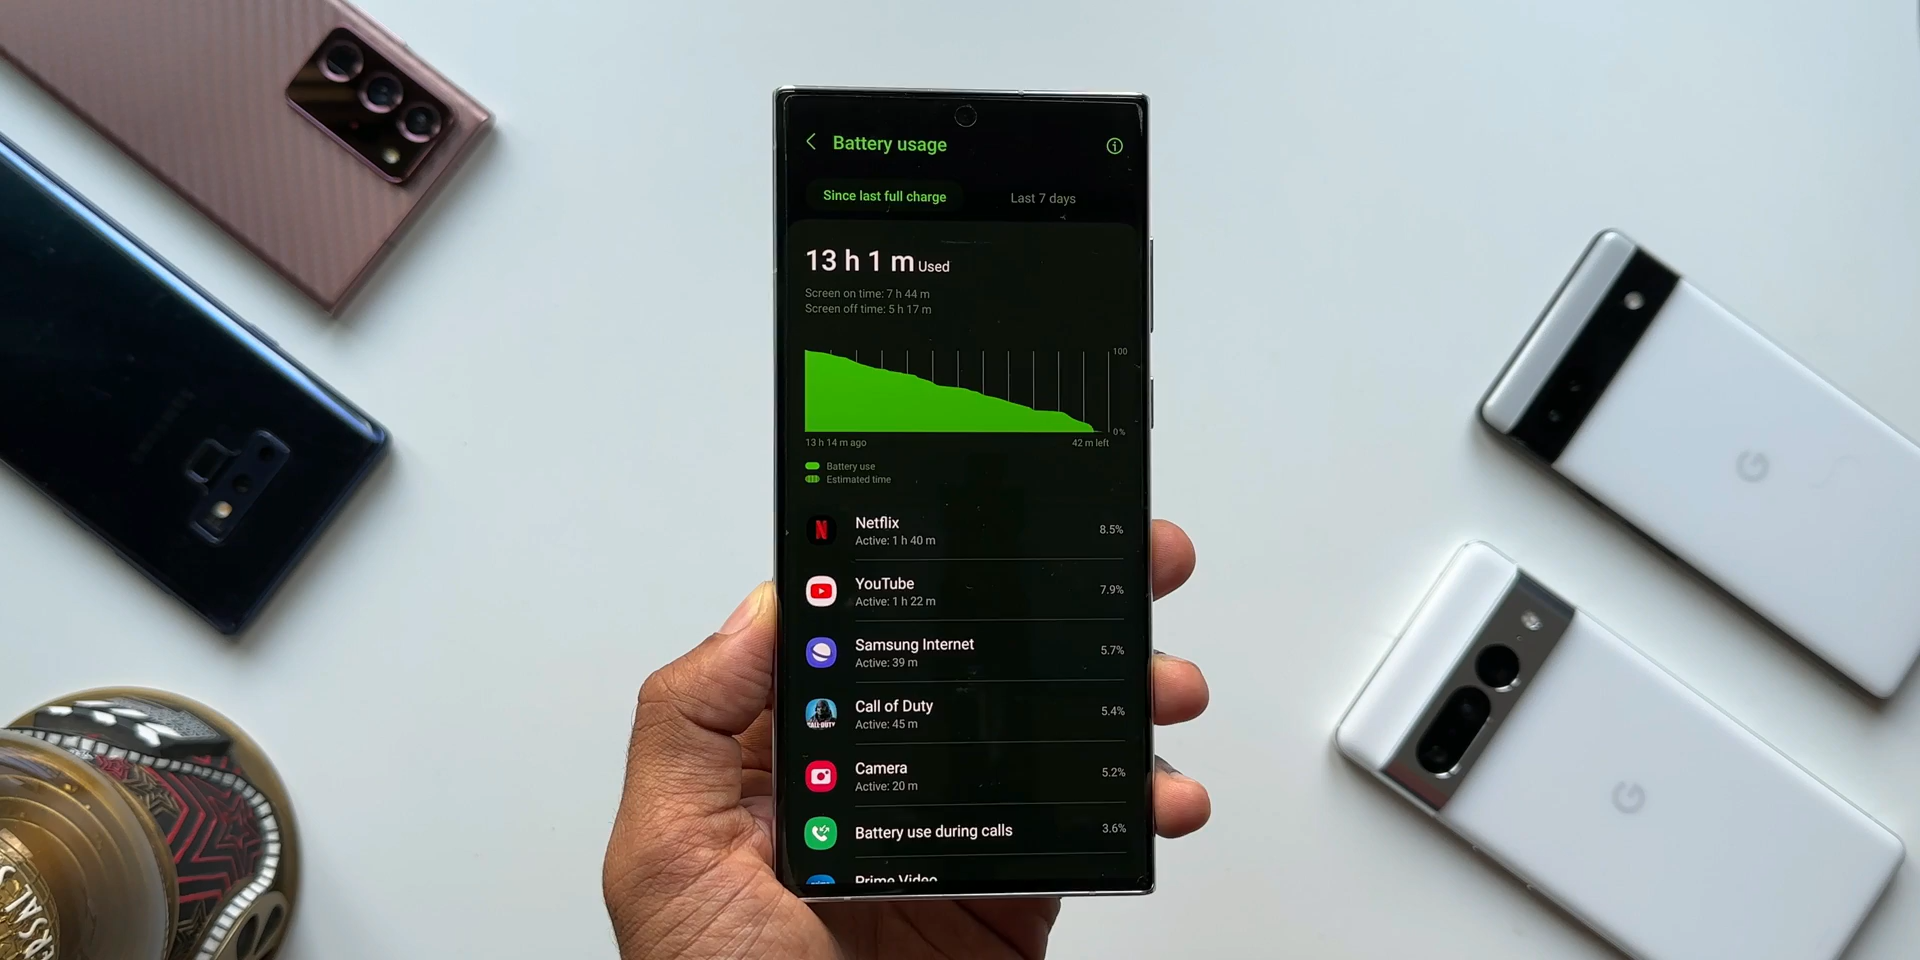 Battery usage
Since last full charge
Last 7 days
13 h 1 m Used
Screen on time: 7 h 44 m
Screen off time: 5 h 17 m
100
0%
13 h 14 m ago
42 m left
Battery use
Estimated time
Netflix
8.5%
Active: 1 h 40 m
YouTube
7.9%
Active: 1 h 22 m
Samsung Internet
5.7%
Active: 39 m
Call of Duty
5.4%
Active: 45 m
Camera
5.2%
Active: 20 m
Battery use during calls
3.6%
Prime Video